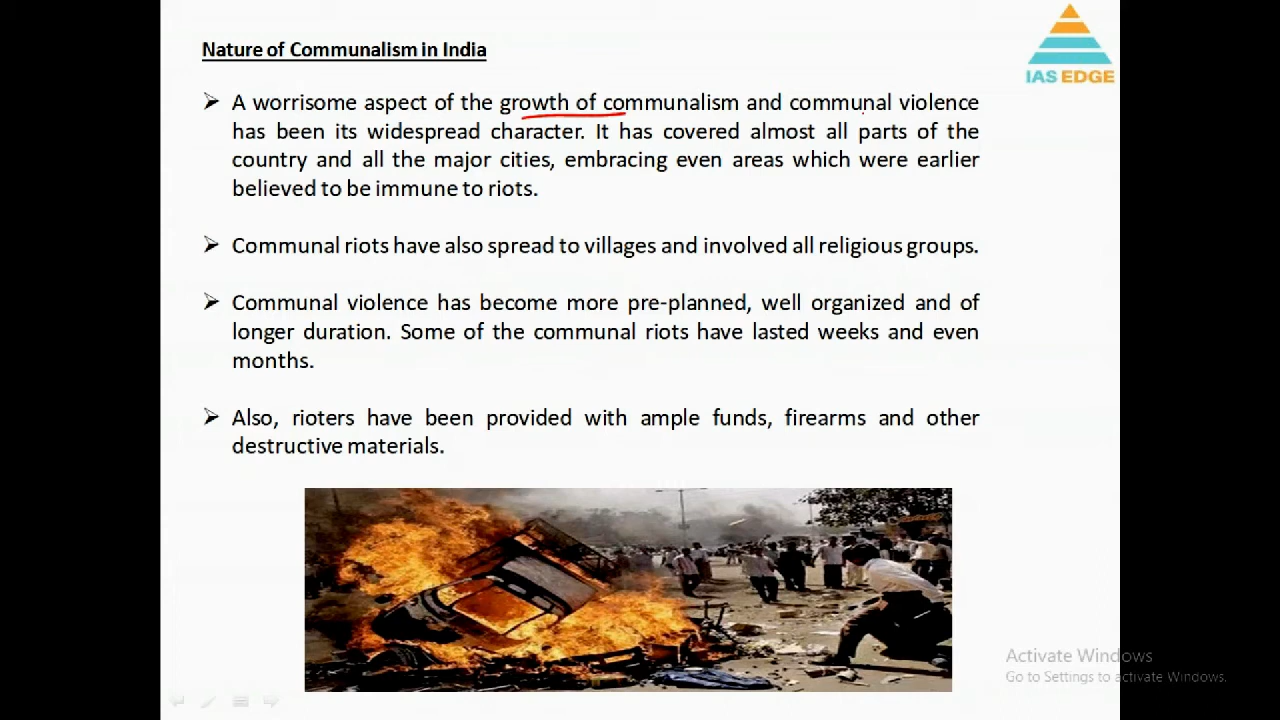 Nature of Communalism in India
IAS EDGE
➢ A worrisome aspect of the growth of communalism and communal violence
has been its widespread character. It has covered almost all parts of the
country and all the major cities, embracing even areas which were earlier
believed to be immune to riots.
➢ Communal riots have also spread to villages and involved all religious groups.
➢ Communal violence has become more pre-planned, well organized and of
longer duration. Some of the communal riots have lasted weeks and even
months.
➢ Also, rioters have been provided with ample funds, firearms and other
destructive materials.
Activate Windows
Go to Settings to activate Windows.